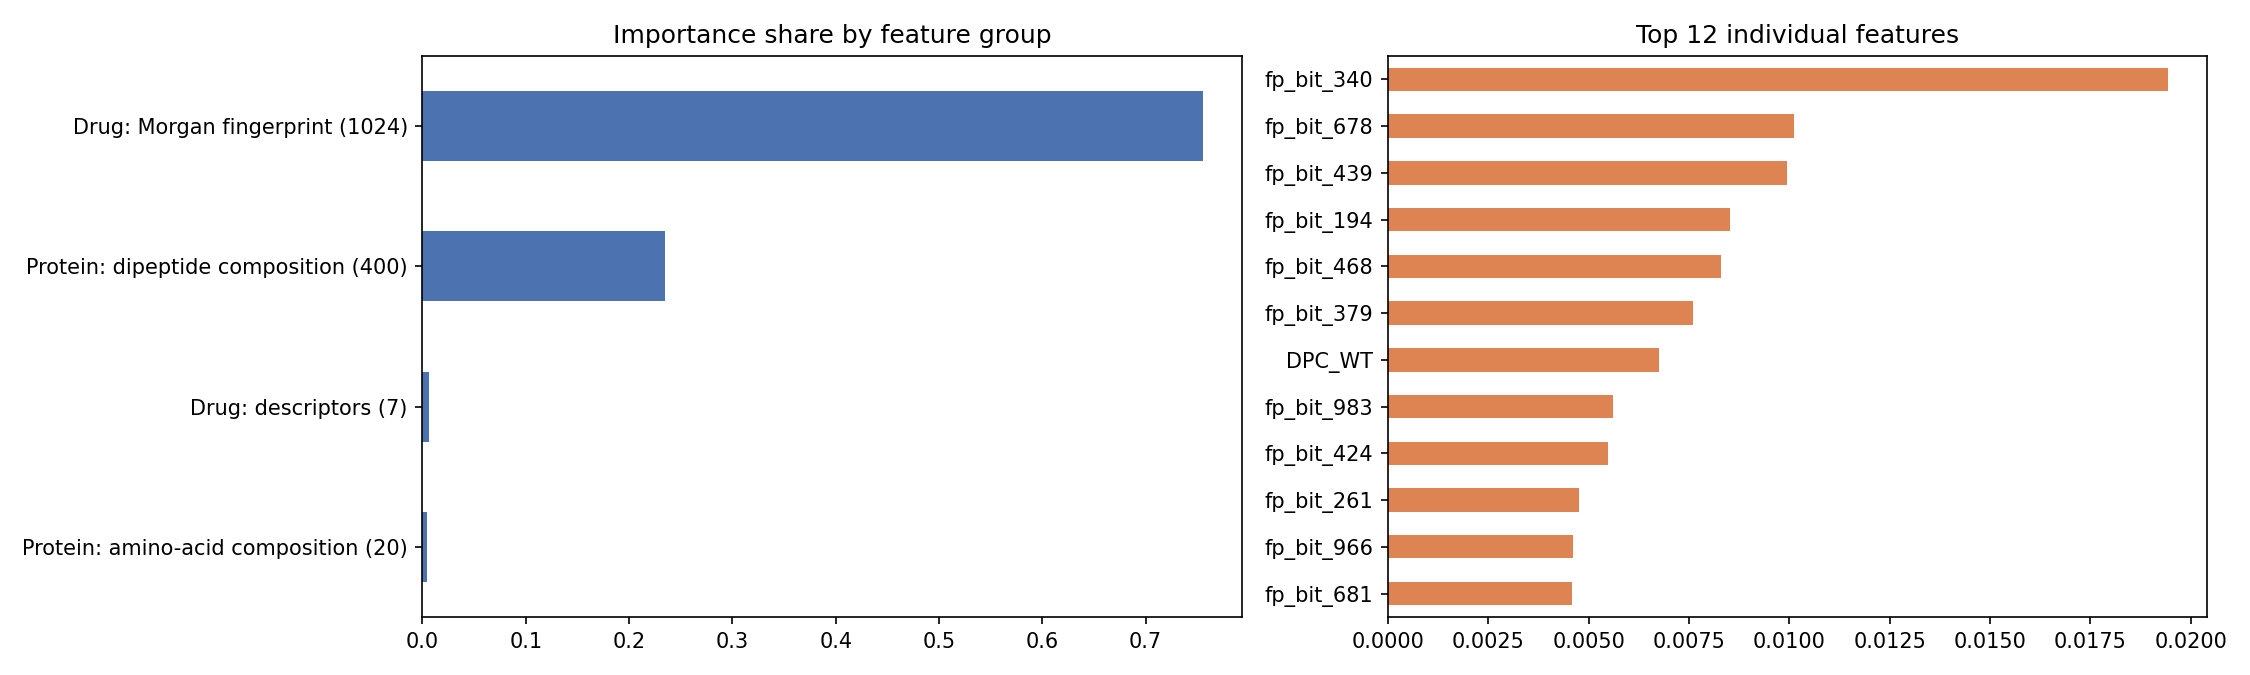 Importance share by feature group
Drug: Morgan fingerprint (1024)
Protein: dipeptide composition (400)
Drug: descriptors (7)
Protein: amino-acid composition (20)
0.0 0.1 0.2 0.3 0.4 0.5 0.6 0.7
Top 12 individual features
fp_bit_340
fp_bit_678
fp_bit_439
fp_bit_194
fp_bit_468
fp_bit_379
DPC_WT
fp_bit_983
fp_bit_424
fp_bit_261
fp_bit_966
fp_bit_681
0.0000 0.0025 0.0050 0.0075 0.0100 0.0125 0.0150 0.0175 0.0200